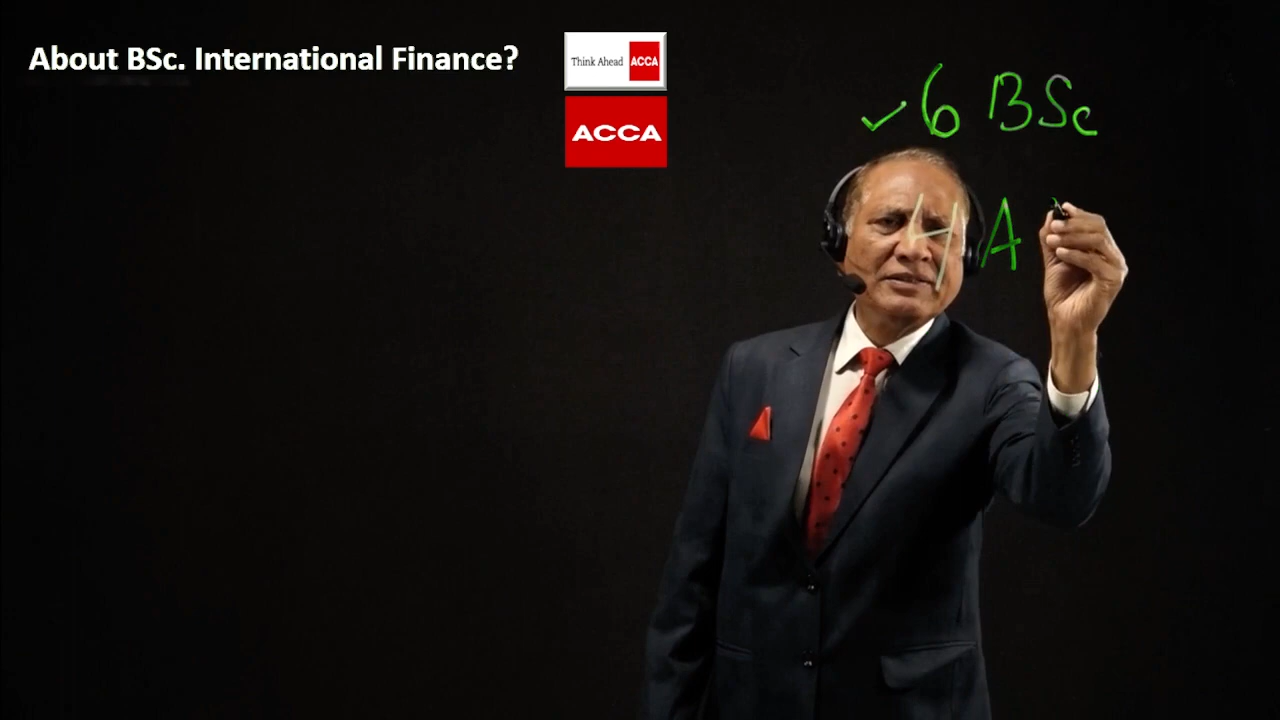 About BSc. International Finance?
Think Ahead ACCA
ACCA
✓ 6 BSc
4 A